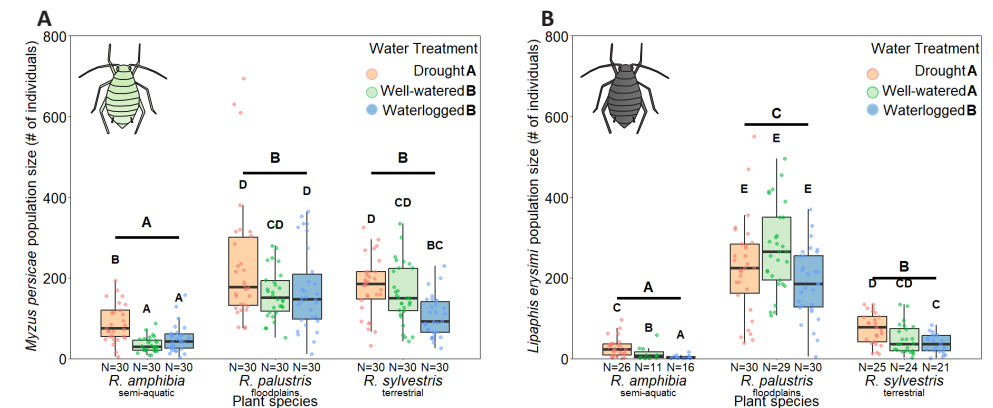 A
Myzus persicae population size (# of individuals)
800
600
400
200
0
Water Treatment
Drought A
Well-watered B
Waterlogged B
A
B
B
B
A
A
D
CD
D
D
CD
BC
N=30 N=30 N=30
N=30 N=30 N=30
N=30 N=30 N=30
R. amphibia
R. palustris
R. sylvestris
semi-aquatic
floodplains,
terrestrial
Plant species
B
Lipaphis erysimi population size (# of individuals)
800
600
400
200
0
Water Treatment
Drought A
Well-watered A
Waterlogged B
A
C
B
C
B
A
E
E
E
D
CD
C
N=26 N=11 N=16
N=30 N=29 N=30
N=25 N=24 N=21
R. amphibia
R. palustris
R. sylvestris
semi-aquatic
floodplains,
terrestrial
Plant species